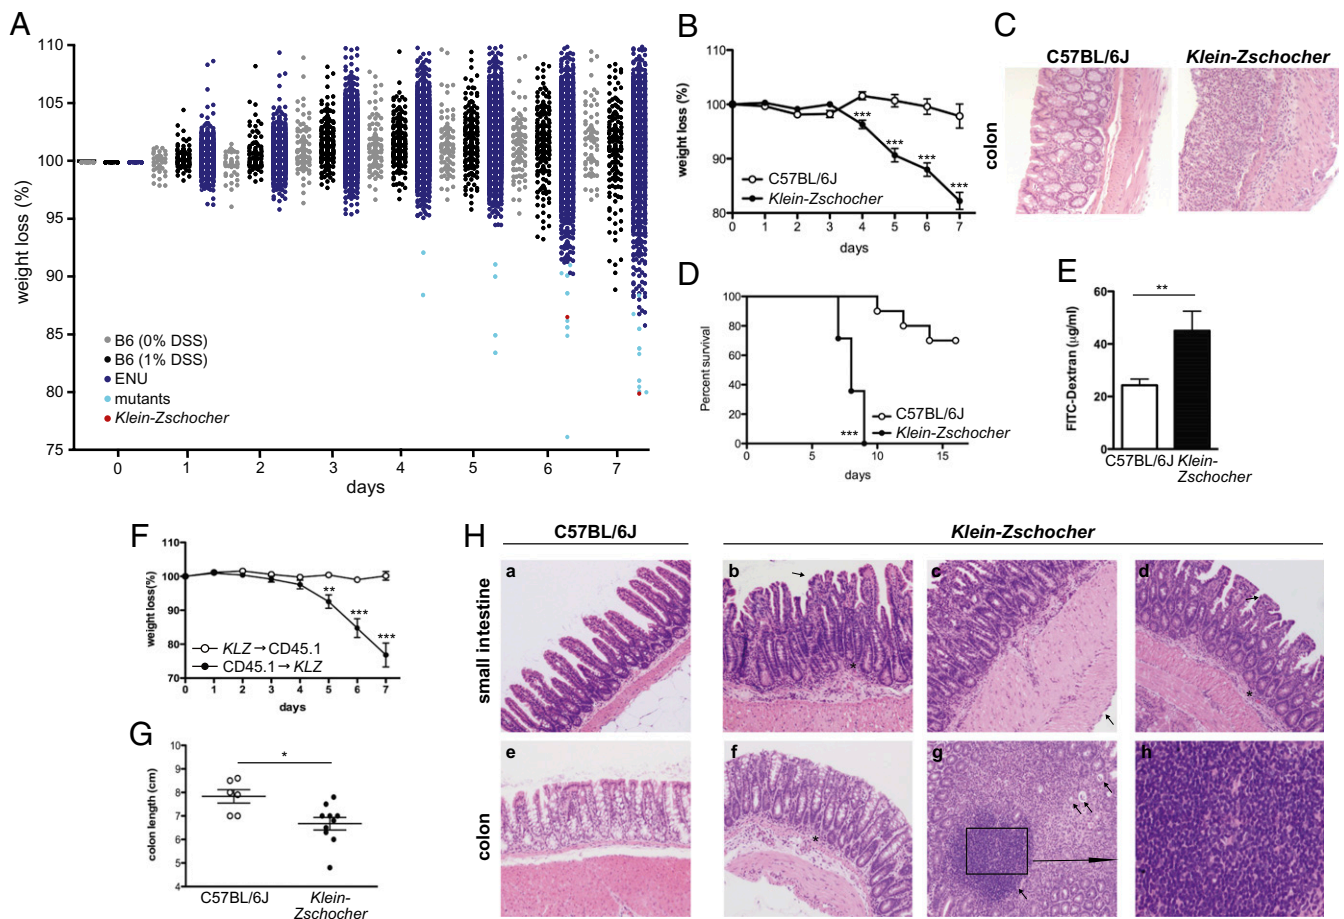 A
weight loss (%)
110
105
100
95
90
85
80
75
B6 (0% DSS)
B6 (1% DSS)
ENU
mutants
Klein-Zschocher
0 1 2 3 4 5 6 7
days
B
weight loss (%)
110
100
90
80
***
***
***
***
C57BL/6J
Klein-Zschocher
0 1 2 3 4 5 6 7
days
C
C57BL/6J Klein-Zschocher
colon
D
Percent survival
100
80
60
40
20
0
***
C57BL/6J
Klein-Zschocher
0 5 10 15
days
E
FITC-Dextran (µg/ml)
60
40
20
0
**
C57BL/6J Klein-
Zschocher
F
weight loss(%)
110
100
90
80
70
**
***
***
KLZ → CD45.1
CD45.1 → KLZ
0 1 2 3 4 5 6 7
days
G
colon length (cm)
10
9
8
7
6
5
4
*
C57BL/6J Klein-
Zschocher
H
C57BL/6J Klein-Zschocher
small intestine
a b c d
* *
colon
e f g h
*